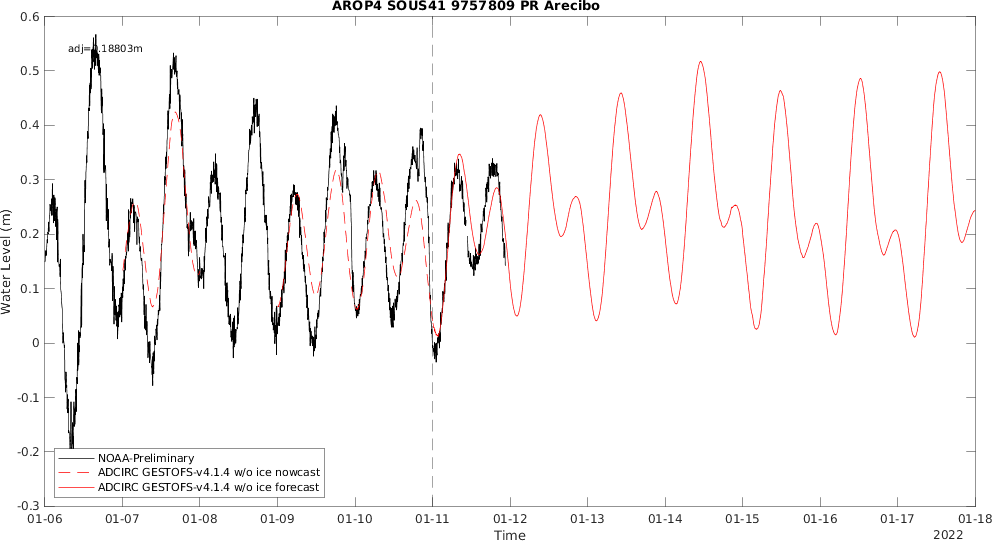 AROP4 SOUS41 9757809 PR Arecibo
adj=0.18803m
0.6
0.5
0.4
0.3
0.2
0.1
0
-0.1
-0.2
-0.3
Water Level (m)
NOAA-Preliminary
ADCIRC GESTOFS-v4.1.4 w/o ice nowcast
ADCIRC GESTOFS-v4.1.4 w/o ice forecast
01-06 01-07 01-08 01-09 01-10 01-11 01-12 01-13 01-14 01-15 01-16 01-17 01-18
Time
2022